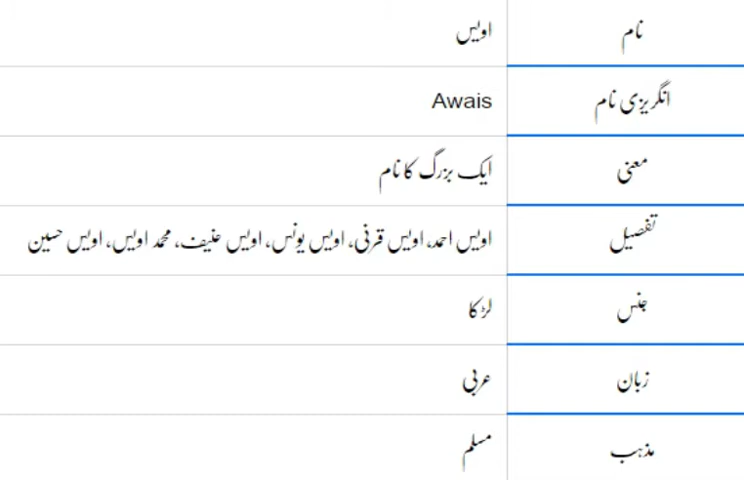 نام اویس
انگریزی نام Awais
معنی ایک بزرگ کا نام
تفصیل اویس احمد، اویس قرنی، اویس یونس، اویس عنیف، محمد اویس، اویس حسین
جنس لڑکا
زبان عربی
مذہب مسلم